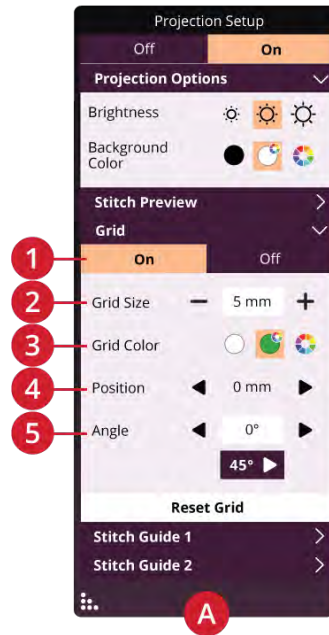 Projection Setup
Off On
Projection Options
Brightness
Background
Color
Stitch Preview
Grid
1 On Off
2 Grid Size 5 mm
3 Grid Color
4 Position 0 mm
5 Angle 0°
45°
Reset Grid
Stitch Guide 1
Stitch Guide 2
A